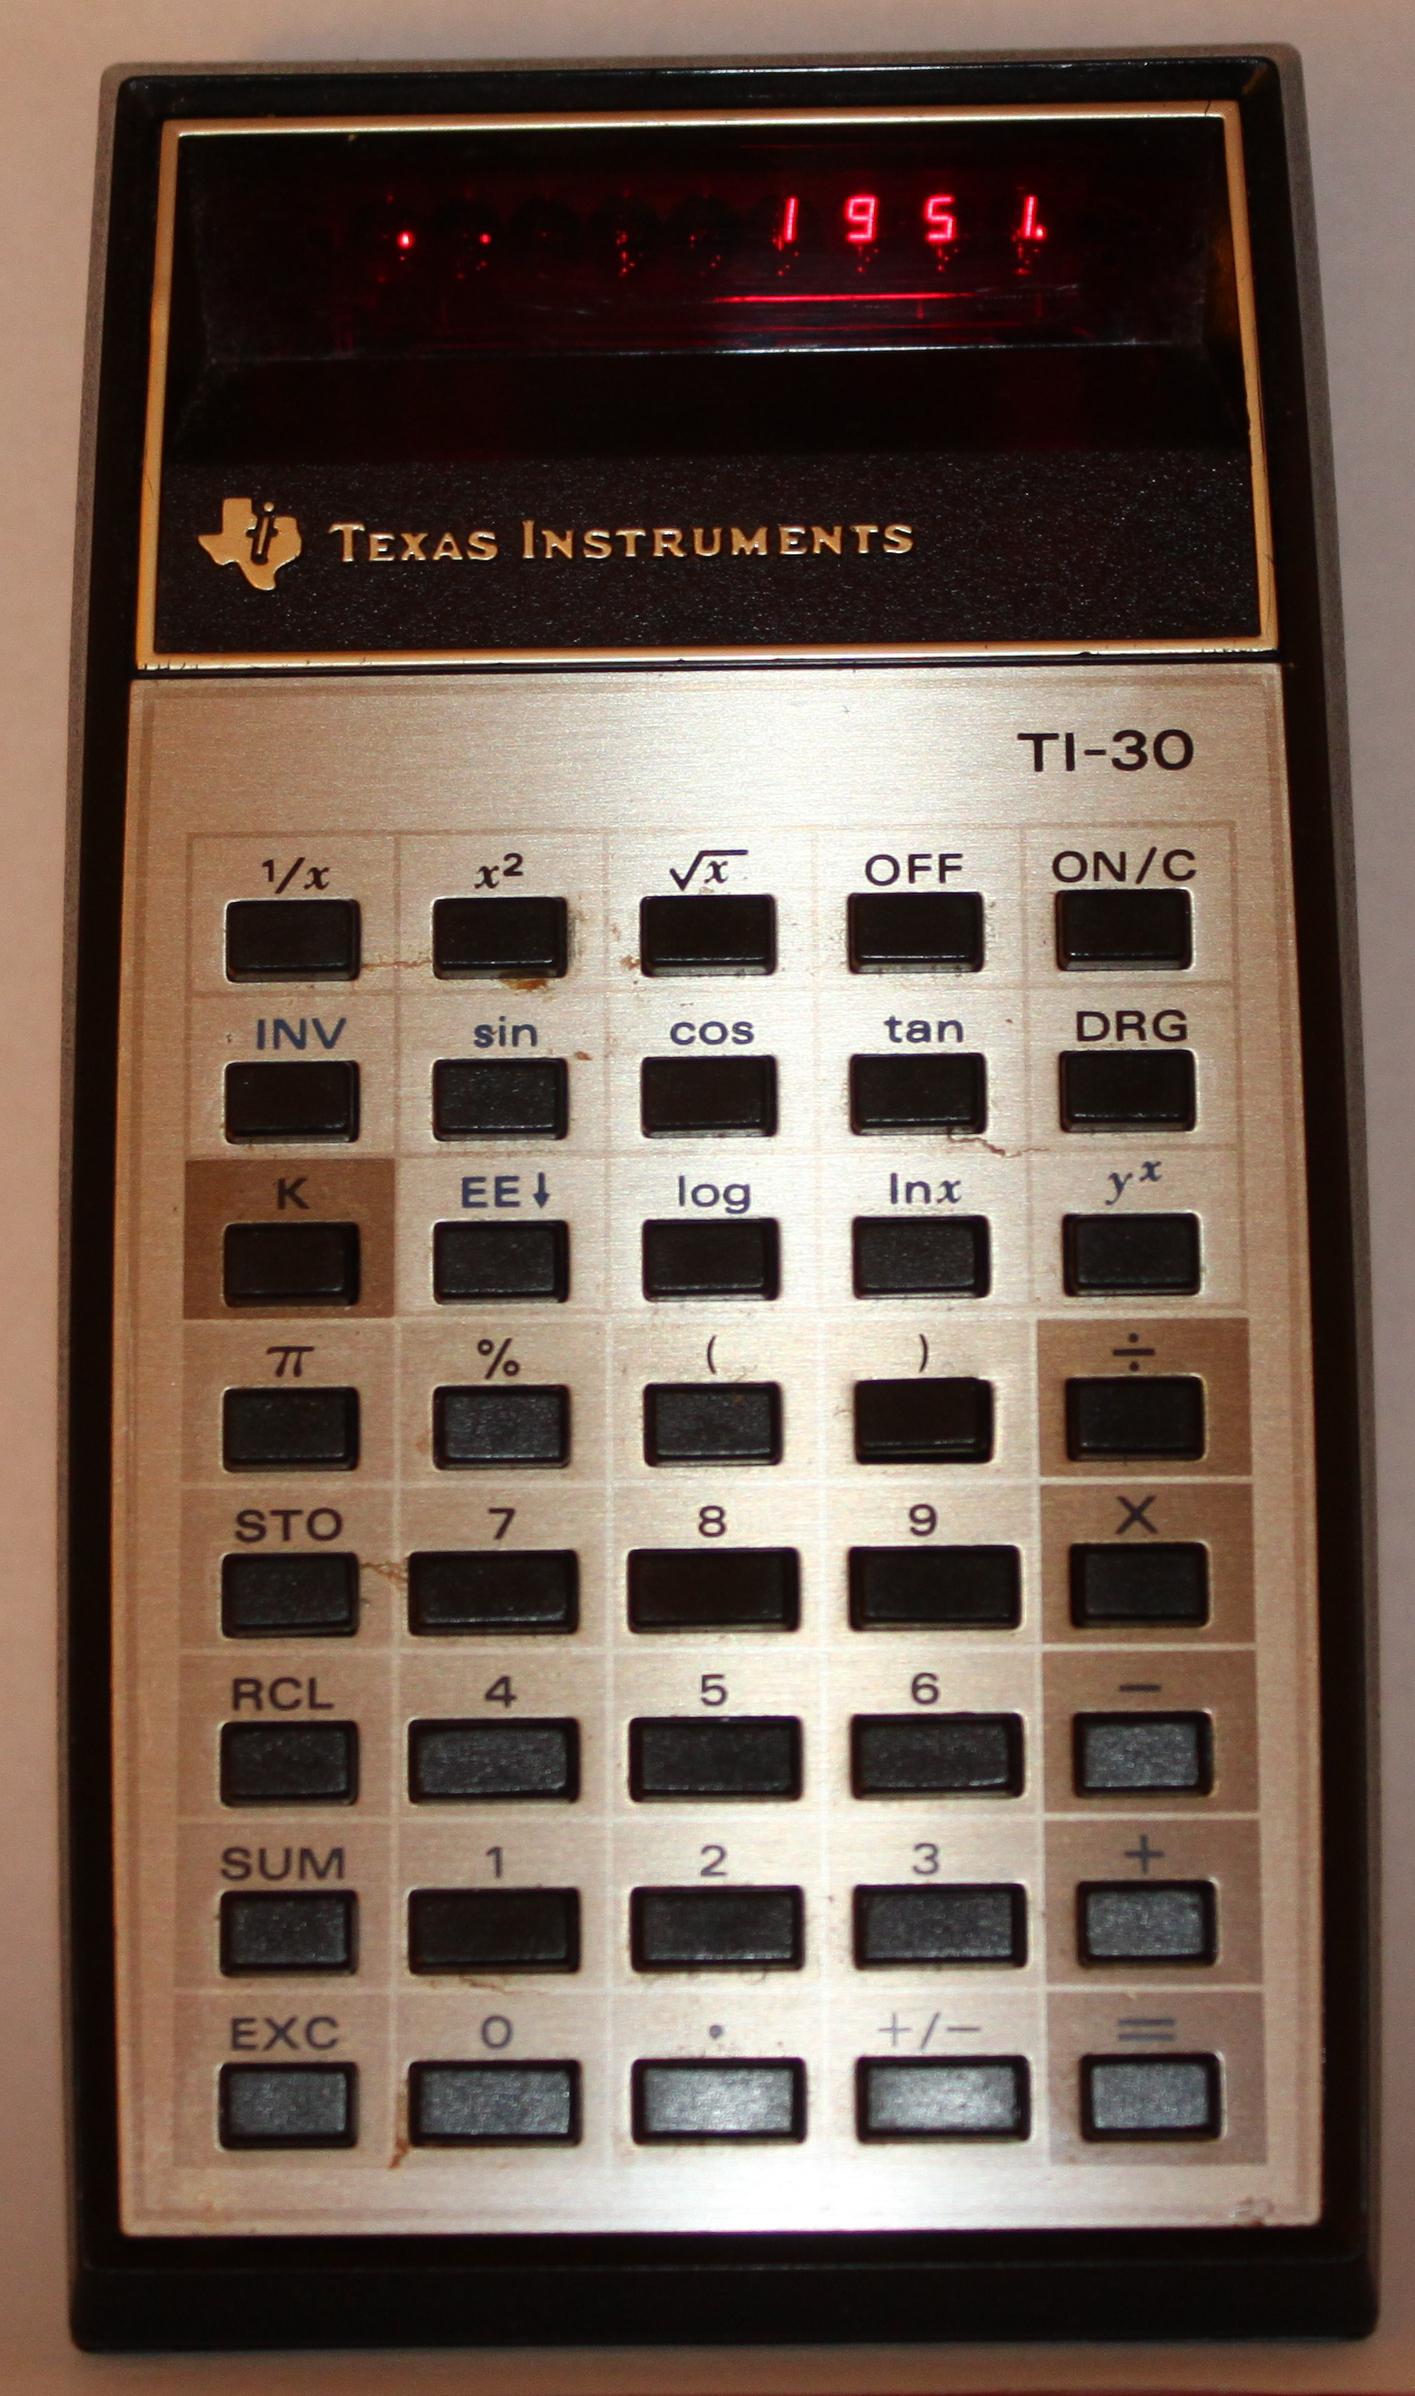 1951.
TEXAS INSTRUMENTS
TI-30
1/x x² √x OFF ON/C
INV sin cos tan DRG
K EE↓ log lnx yˣ
π % ( ) ÷
STO 7 8 9 X
RCL 4 5 6 −
SUM 1 2 3 +
EXC 0 . +/− =